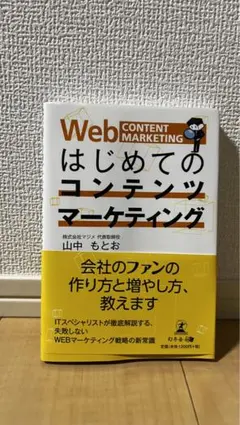 Web
CONTENT
MARKETING
はじめての
コンテンツ
マーケティング
株式会社マジメ 代表取締役
山中 もとお
会社のファンの
作り方と増やし方、
教えます
ITスペシャリストが徹底解説する、
失敗しない
WEBマーケティング戦略の新常識
幻冬舎